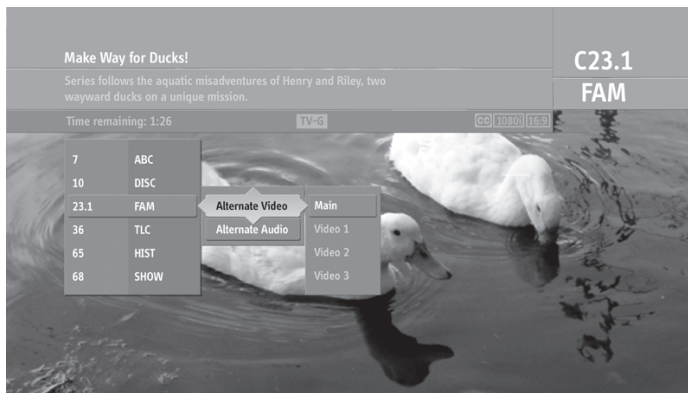 Make Way for Ducks!
Series follows the aquatic misadventures of Henry and Riley, two
wayward ducks on a unique mission.
Time remaining: 1:26 TV-G CC 1080i 16:9
C23.1
FAM
7 ABC
10 DISC
23.1 FAM Alternate Video Main
36 TLC Alternate Audio Video 1
65 HIST Video 2
68 SHOW Video 3